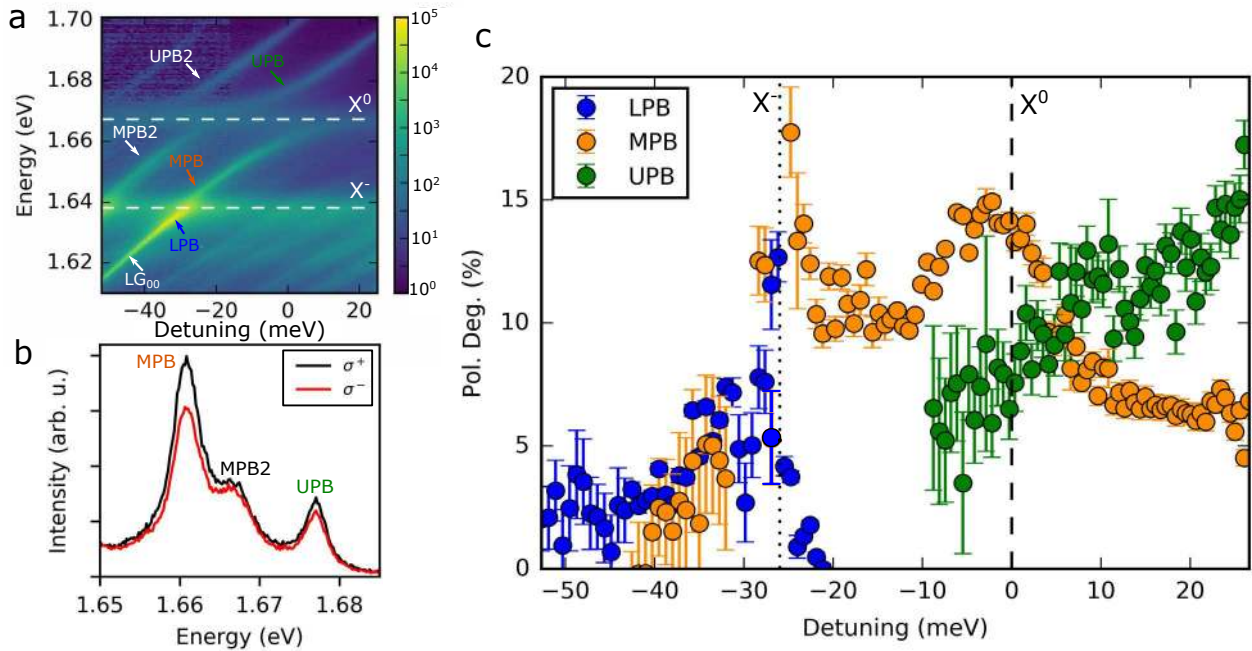 a
1.70
1.68
1.66
1.64
1.62
Energy (eV)
UPB2
UPB
X⁰
MPB2
MPB
X⁻
LPB
LG₀₀
−40
−20
0
20
Detuning (meV)
10⁵
10⁴
10³
10²
10¹
10⁰
b
MPB
MPB2
UPB
σ⁺
σ⁻
Intensity (arb. u.)
1.65
1.66
1.67
1.68
Energy (eV)
c
20
15
10
5
0
Pol. Deg. (%)
LPB
MPB
UPB
X⁻
X⁰
−50
−40
−30
−20
−10
0
10
20
Detuning (meV)